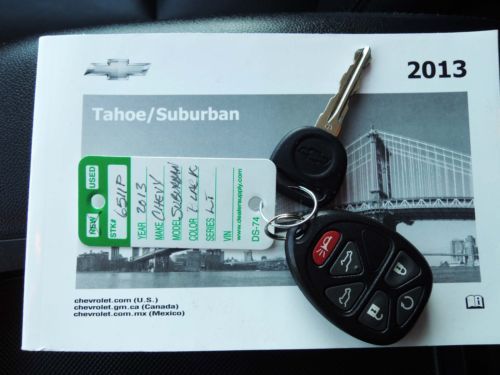 2013
Tahoe/Suburban
NEW
USED
STK# 6511P
YEAR 2013
MAKE CHEVY
MODEL SUBURBAN
COLOR BLACK
SERIES LT
VIN
www.dealersupply.com
DS-74
chevrolet.com (U.S.)
chevrolet.gm.ca (Canada)
chevrolet.com.mx (Mexico)